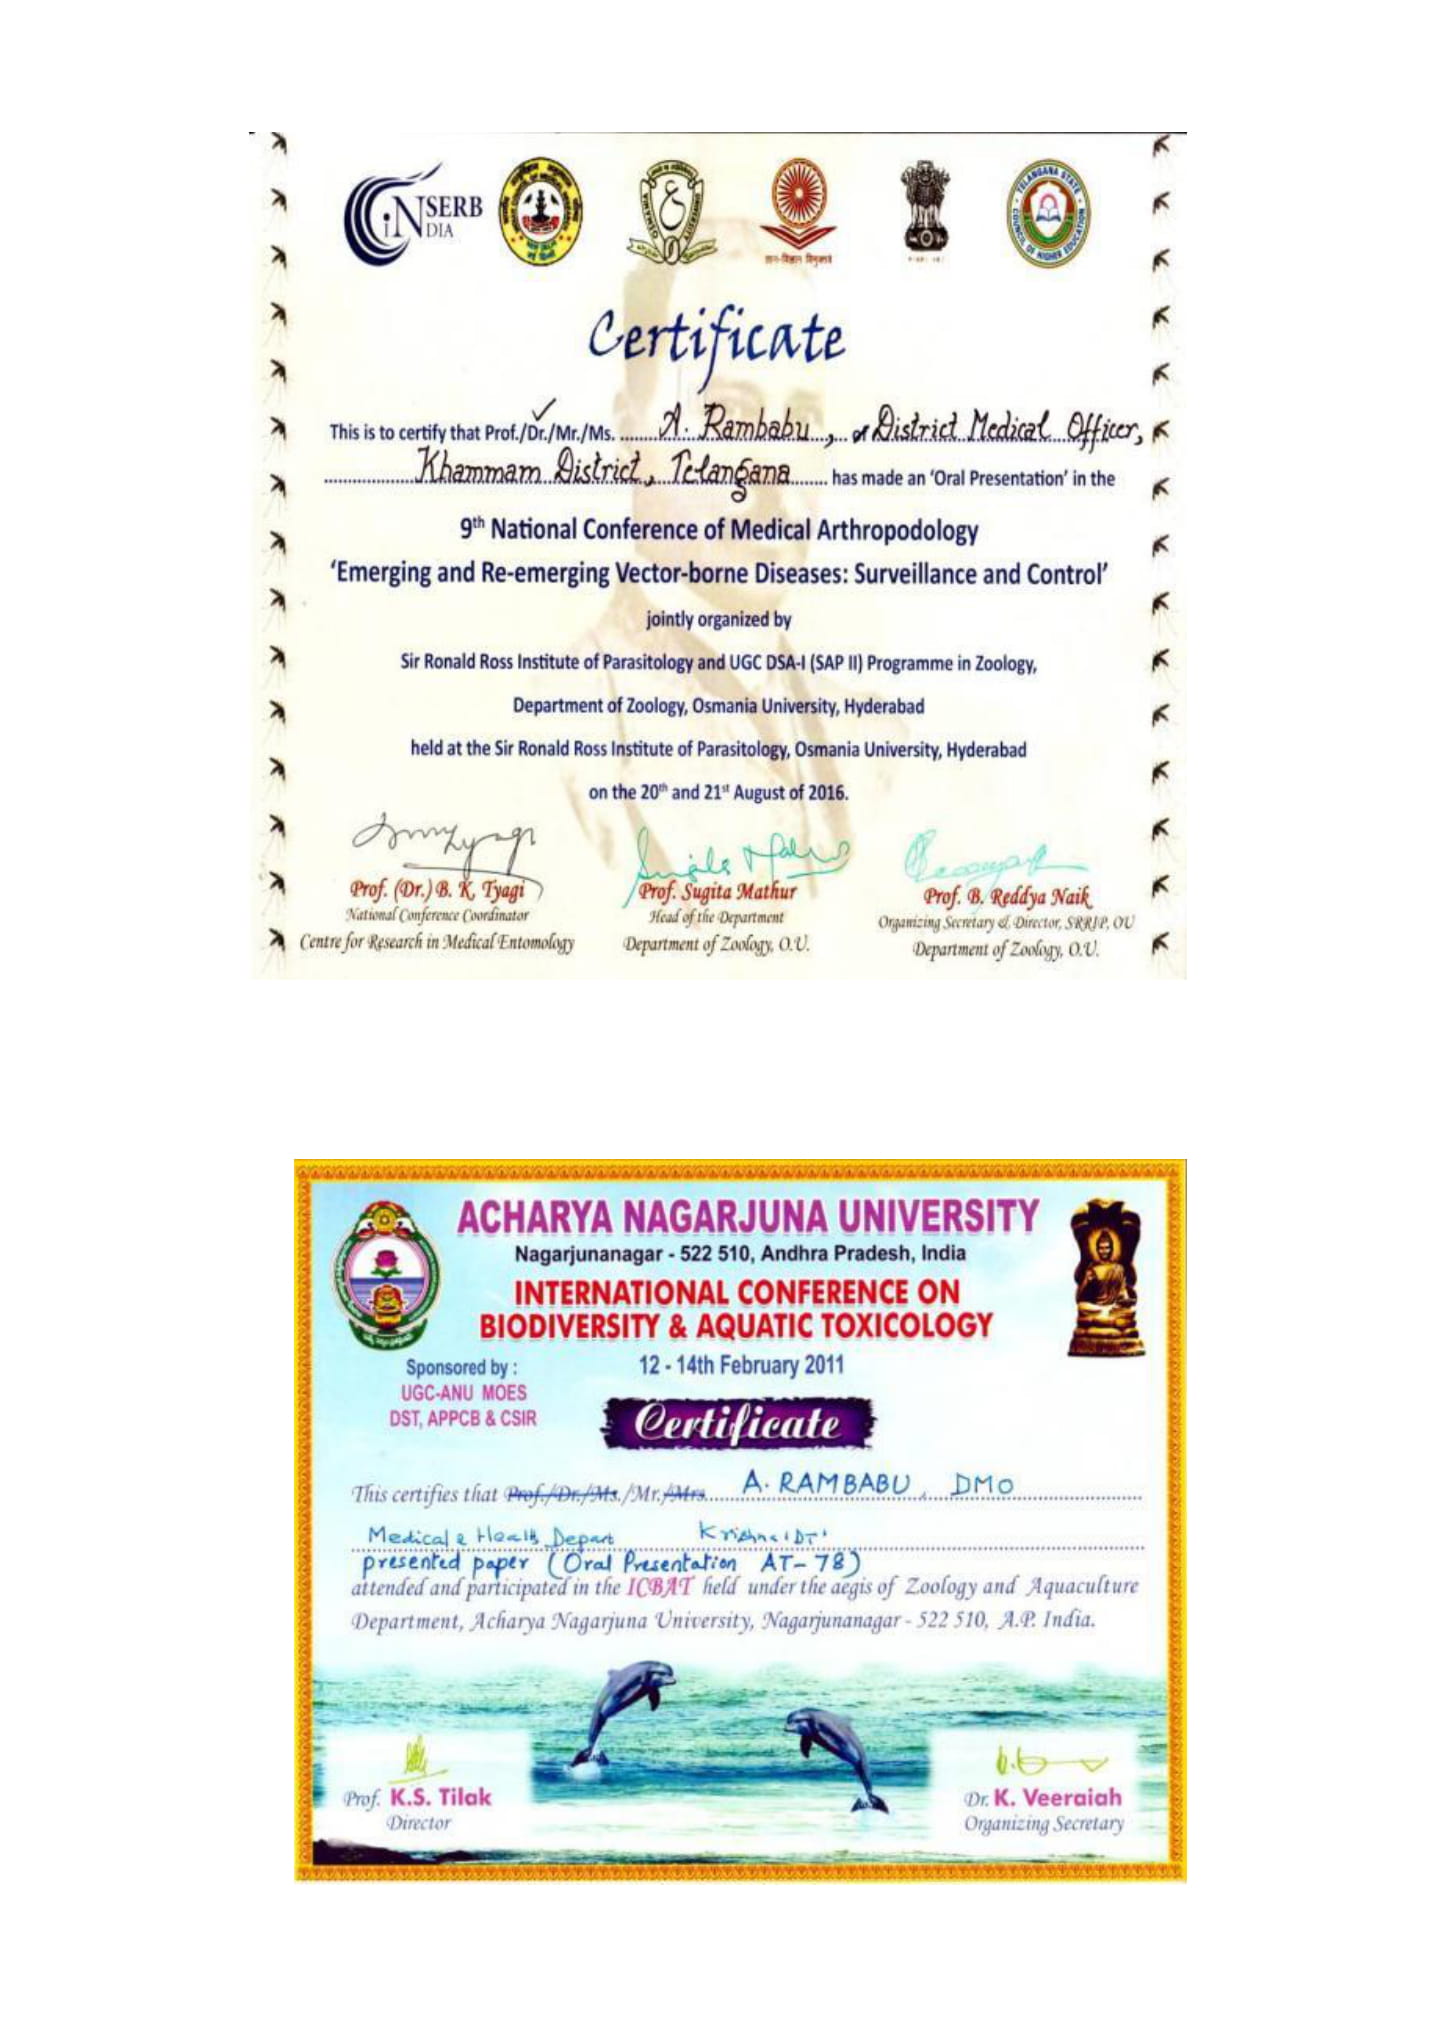 iNSERB
INDIA
OSMANIA UNIVERSITY
ज्ञान-विज्ञान विमुक्तये
TELANGANA STATE
COUNCIL OF HIGHER EDUCATION
Certificate
This is to certify that Prof./Dr./Mr./Ms. A. Rambabu, of District Medical Officer,
Khammam District, Telangana has made an 'Oral Presentation' in the
9th National Conference of Medical Arthropodology
'Emerging and Re-emerging Vector-borne Diseases: Surveillance and Control'
jointly organized by
Sir Ronald Ross Institute of Parasitology and UGC DSA-I (SAP II) Programme in Zoology,
Department of Zoology, Osmania University, Hyderabad
held at the Sir Ronald Ross Institute of Parasitology, Osmania University, Hyderabad
on the 20th and 21st August of 2016.
Prof. (Dr.) B. K. Tyagi
National Conference Coordinator
Centre for Research in Medical Entomology
Prof. Sugita Mathur
Head of the Department
Department of Zoology, O.U.
Prof. B. Reddya Naik
Organizing Secretary & Director, SRRIP, OU
Department of Zoology, O.U.
ACHARYA NAGARJUNA UNIVERSITY
Nagarjunanagar - 522 510, Andhra Pradesh, India
INTERNATIONAL CONFERENCE ON
BIODIVERSITY & AQUATIC TOXICOLOGY
12 - 14th February 2011
Sponsored by :
UGC-ANU MOES
DST, APPCB & CSIR
Certificate
This certifies that Prof./Dr./Ms./Mr./Mrs. A. RAMBABU, DMO
Medical & Health Depart Krishna (DT)
presented paper (Oral Presentation AT-78)
attended and participated in the ICBAT held under the aegis of Zoology and Aquaculture
Department, Acharya Nagarjuna University, Nagarjunanagar - 522 510, A.P. India.
Prof. K.S. Tilak
Director
Dr. K. Veeraiah
Organizing Secretary